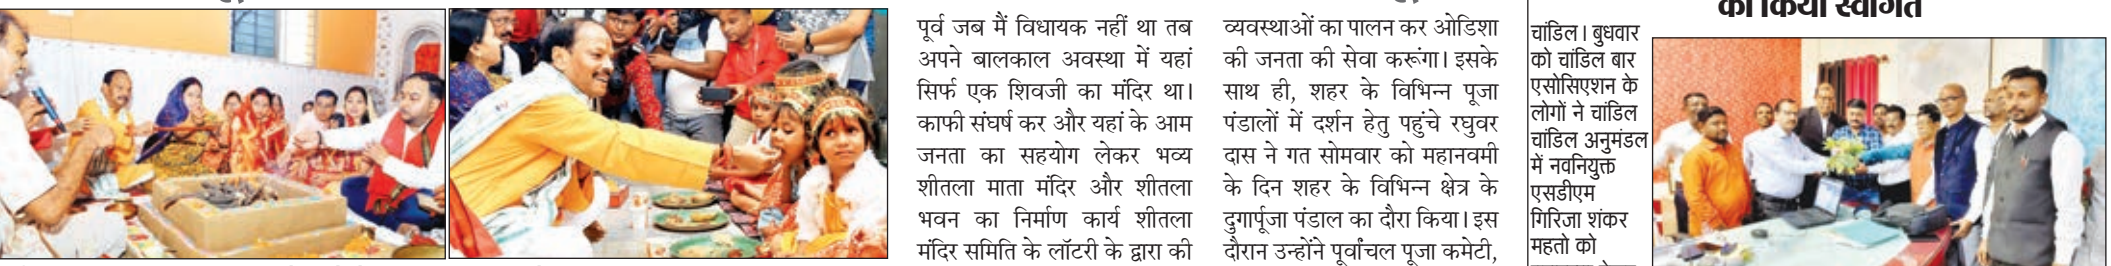 पूर्व जब मैं विधायक नहीं था तब
अपने बालकाल अवस्था में यहां
सिर्फ एक शिवजी का मंदिर था।
काफी संघर्ष कर और यहां के आम
जनता का सहयोग लेकर भव्य
शीतला माता मंदिर और शीतला
भवन का निर्माण कार्य शीतला
मंदिर समिति के लॉटरी के द्वारा की
व्यवस्थाओं का पालन कर ओडिशा
की जनता की सेवा करूंगा। इसके
साथ ही, शहर के विभिन्न पूजा
पंडालों में दर्शन हेतु पहुंचे रघुवर
दास ने गत सोमवार को महानवमी
के दिन शहर के विभिन्न क्षेत्र के
दुगार्पूजा पंडाल का दौरा किया। इस
दौरान उन्होंने पूर्वांचल पूजा कमेटी,
को किया स्वागत
चांडिल। बुधवार
को चांडिल बार
एसोसिएशन के
लोगों ने चांडिल
चांडिल अनुमंडल
में नवनियुक्त
एसडीएम
गिरिजा शंकर
महतो को